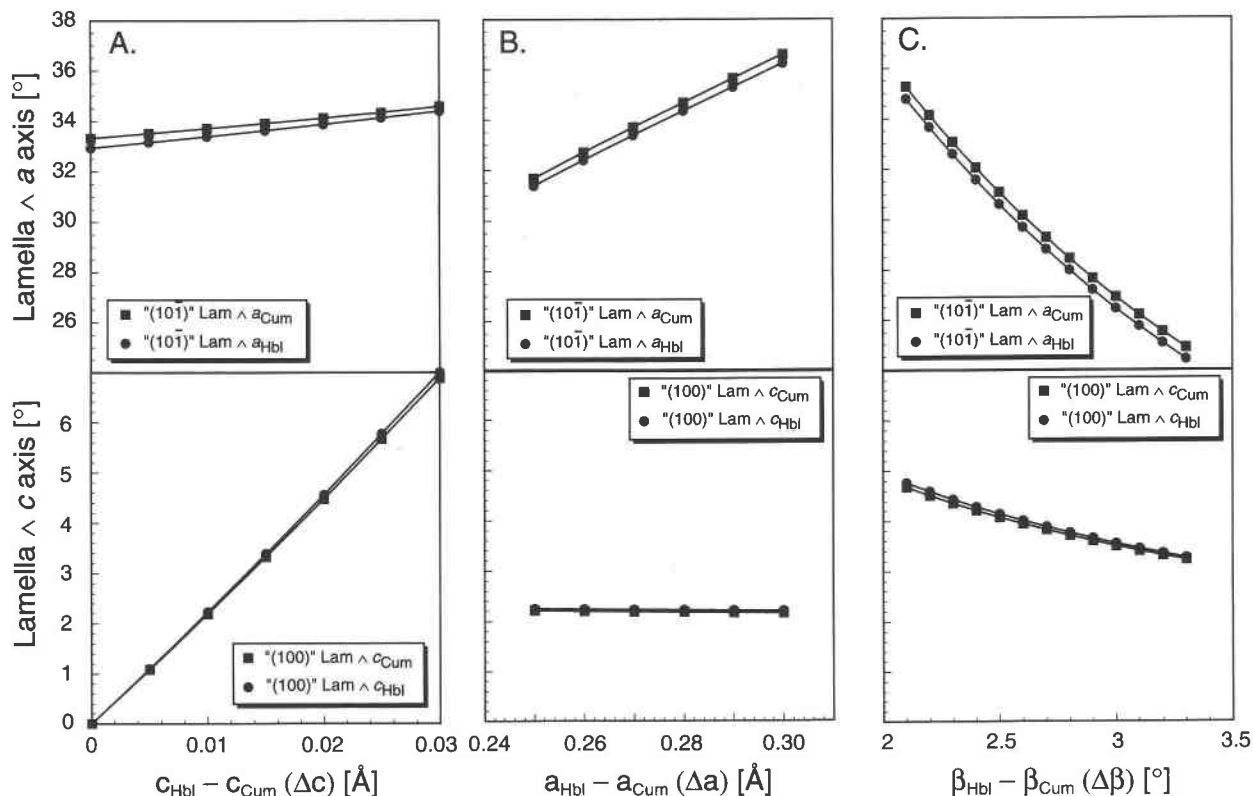 A.
B.
C.
Lamella ∧ a axis [°]
38
36
34
32
30
28
26
"(101̄)" Lam ∧ aCum
"(101̄)" Lam ∧ aHbl
"(101̄)" Lam ∧ aCum
"(101̄)" Lam ∧ aHbl
"(101̄)" Lam ∧ aCum
"(101̄)" Lam ∧ aHbl
Lamella ∧ c axis [°]
6
5
4
3
2
1
0
"(100)" Lam ∧ cCum
"(100)" Lam ∧ cHbl
"(100)" Lam ∧ cCum
"(100)" Lam ∧ cHbl
"(100)" Lam ∧ cCum
"(100)" Lam ∧ cHbl
0 0.01 0.02 0.03
0.24 0.26 0.28 0.30
2 2.5 3 3.5
cHbl – cCum (Δc) [Å]
aHbl – aCum (Δa) [Å]
βHbl – βCum (Δβ) [°]